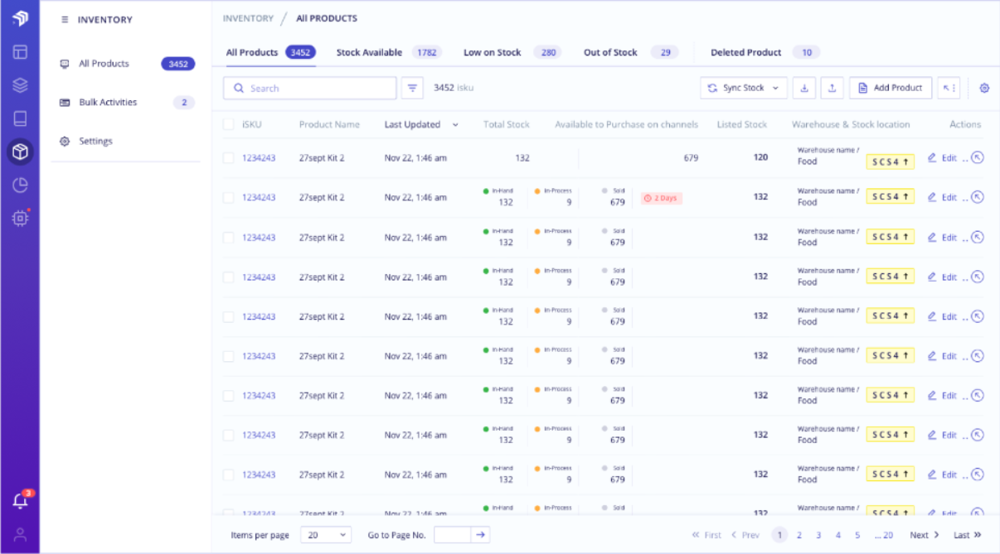 INVENTORY
All Products 3452
Bulk Activities 2
Settings
3
INVENTORY / All PRODUCTS
All Products 3452 Stock Available 1782 Low on Stock 280 Out of Stock 29 Deleted Product 10
Search 3452 isku Sync Stock Add Product
iSKU Product Name Last Updated Total Stock Available to Purchase on channels Listed Stock Warehouse & Stock location Actions
Warehouse name /
1234243 27sept Kit 2 Nov 22, 1:46 am 132 679 120 Food SCS4 ↑ Edit ..
In-Hand In-Process Sold Warehouse name /
1234243 27sept Kit 2 Nov 22, 1:46 am 132 9 679 2 Days 132 Food SCS4 ↑ Edit ..
In-Hand In-Process Sold Warehouse name /
1234243 27sept Kit 2 Nov 22, 1:46 am 132 9 679 132 Food SCS4 ↑ Edit ..
In-Hand In-Process Sold Warehouse name /
1234243 27sept Kit 2 Nov 22, 1:46 am 132 9 679 132 Food SCS4 ↑ Edit ..
In-Hand In-Process Sold Warehouse name /
1234243 27sept Kit 2 Nov 22, 1:46 am 132 9 679 132 Food SCS4 ↑ Edit ..
In-Hand In-Process Sold Warehouse name /
1234243 27sept Kit 2 Nov 22, 1:46 am 132 9 679 132 Food SCS4 ↑ Edit ..
In-Hand In-Process Sold Warehouse name /
1234243 27sept Kit 2 Nov 22, 1:46 am 132 9 679 132 Food SCS4 ↑ Edit ..
In-Hand In-Process Sold Warehouse name /
1234243 27sept Kit 2 Nov 22, 1:46 am 132 9 679 132 Food SCS4 ↑ Edit ..
In-Hand In-Process Sold Warehouse name /
1234243 27sept Kit 2 Nov 22, 1:46 am 132 9 679 132 Food SCS4 ↑ Edit ..
In-Hand In-Process Sold Warehouse name /
1234243 27sept Kit 2 Nov 22, 1:46 am 132 SCS4 ↑ Edit ..
Items per page 20 Go to Page No. → « First < Prev 1 2 3 4 5 ... 20 Next > Last »